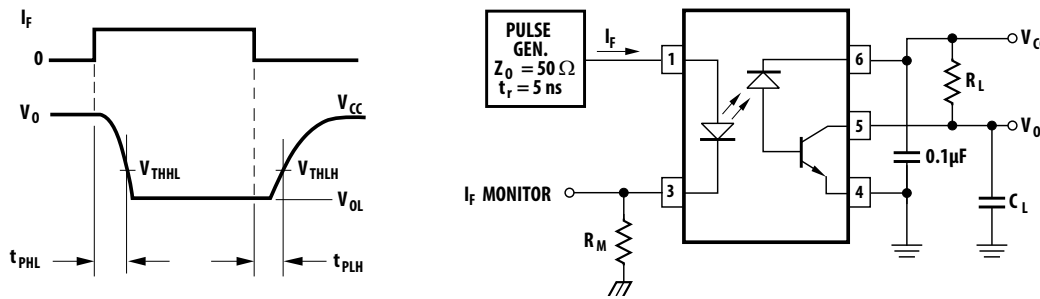 I_F
0
V_O
V_CC
V_THHL
V_THLH
V_OL
t_PHL
t_PLH
PULSE
GEN.
Z_O = 50 Ω
t_r = 5 ns
I_F
1
6
V_C
R_L
5
V_O
0.1µF
I_F MONITOR
3
4
C_L
R_M